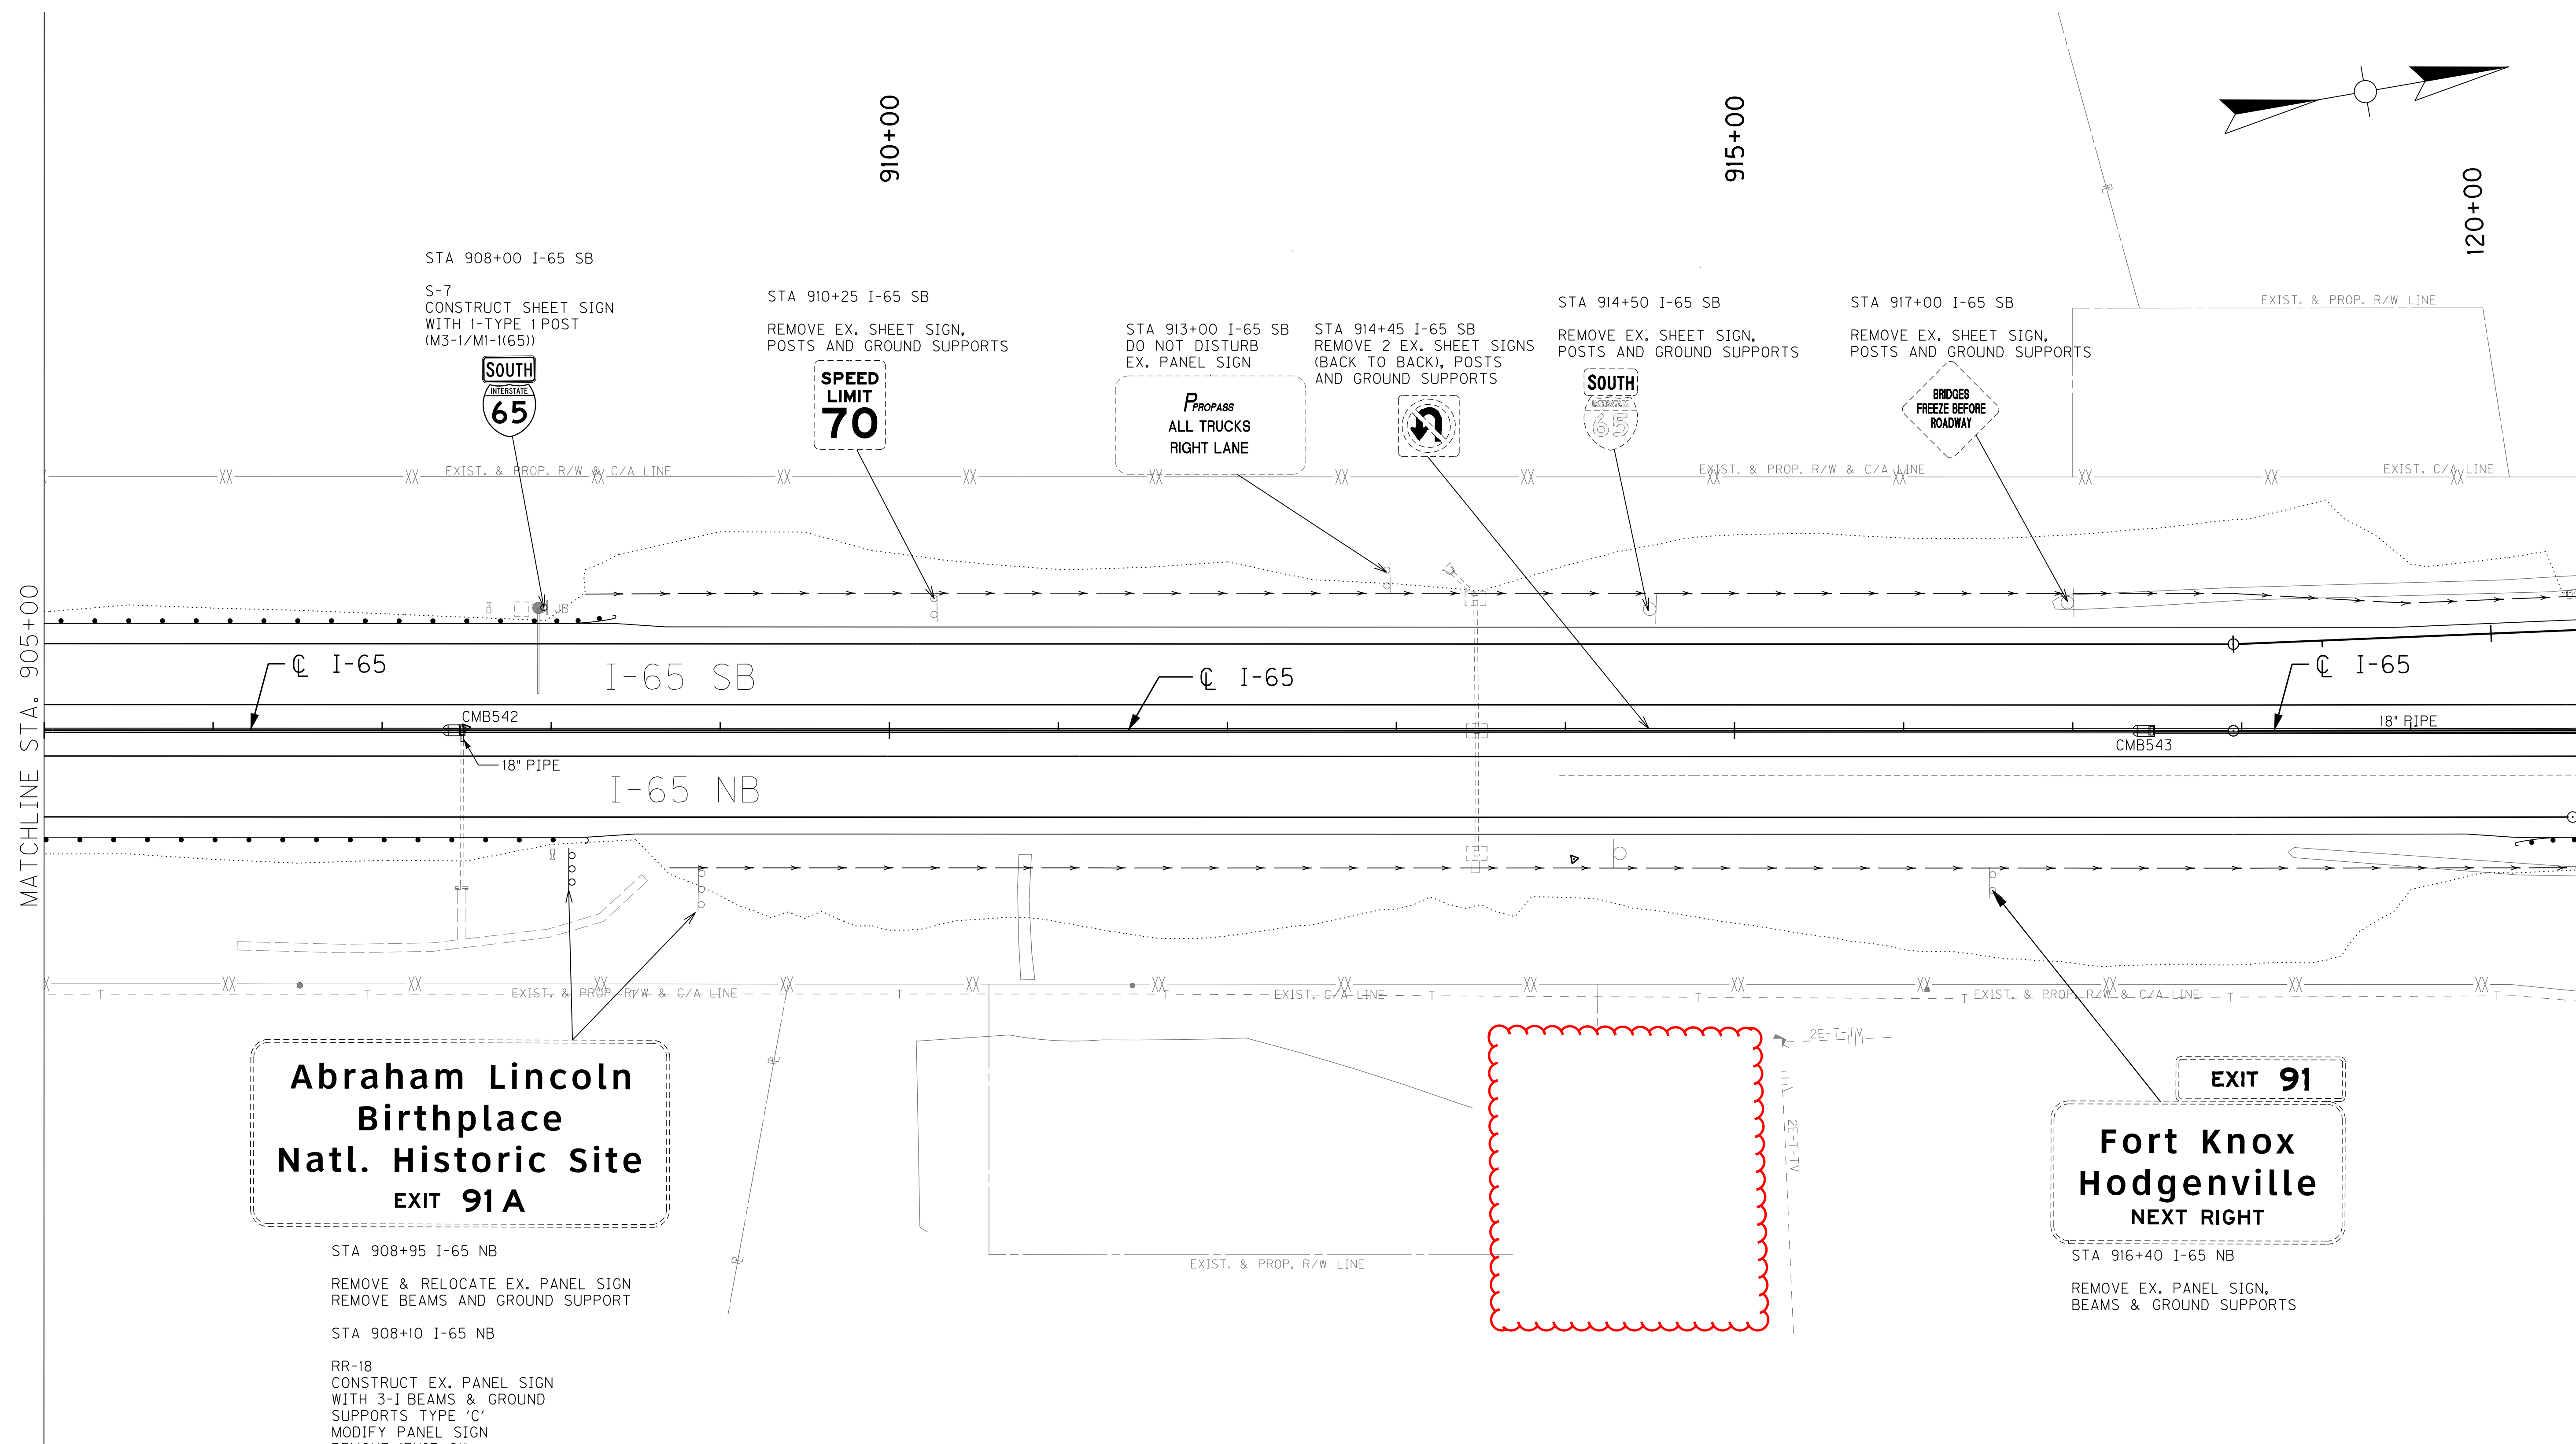 910+00
915+00
120+00
STA 908+00 I-65 SB
S-7
CONSTRUCT SHEET SIGN
WITH 1-TYPE 1 POST
(M3-1/M1-1(65))
SOUTH
INTERSTATE
65
STA 910+25 I-65 SB
REMOVE EX. SHEET SIGN,
POSTS AND GROUND SUPPORTS
SPEED
LIMIT
70
STA 913+00 I-65 SB
DO NOT DISTURB
EX. PANEL SIGN
PROPASS
ALL TRUCKS
RIGHT LANE
STA 914+45 I-65 SB
REMOVE 2 EX. SHEET SIGNS
(BACK TO BACK), POSTS
AND GROUND SUPPORTS
STA 914+50 I-65 SB
REMOVE EX. SHEET SIGN,
POSTS AND GROUND SUPPORTS
SOUTH
INTERSTATE
65
STA 917+00 I-65 SB
REMOVE EX. SHEET SIGN,
POSTS AND GROUND SUPPORTS
BRIDGES
FREEZE BEFORE
ROADWAY
EXIST. & PROP. R/W LINE
EXIST. & PROP. R/W & C/A LINE
EXIST. & PROP. R/W & C/A LINE
EXIST. C/A LINE
MATCHLINE STA. 905+00
JB
℄ I-65
I-65 SB
℄ I-65
℄ I-65
CMB542
18" PIPE
18" PIPE
CMB543
I-65 NB
EXIST. & PROP. R/W & C/A LINE
EXIST. C/A LINE
EXIST. & PROP. R/W & C/A LINE
2E-T-TV
2E-T-TV
EXIST. & PROP. R/W LINE
Abraham Lincoln
Birthplace
Natl. Historic Site
EXIT 91 A
STA 908+95 I-65 NB
REMOVE & RELOCATE EX. PANEL SIGN
REMOVE BEAMS AND GROUND SUPPORT
STA 908+10 I-65 NB
RR-18
CONSTRUCT EX. PANEL SIGN
WITH 3-I BEAMS & GROUND
SUPPORTS TYPE 'C'
MODIFY PANEL SIGN
EXIT 91
Fort Knox
Hodgenville
NEXT RIGHT
STA 916+40 I-65 NB
REMOVE EX. PANEL SIGN,
BEAMS & GROUND SUPPORTS